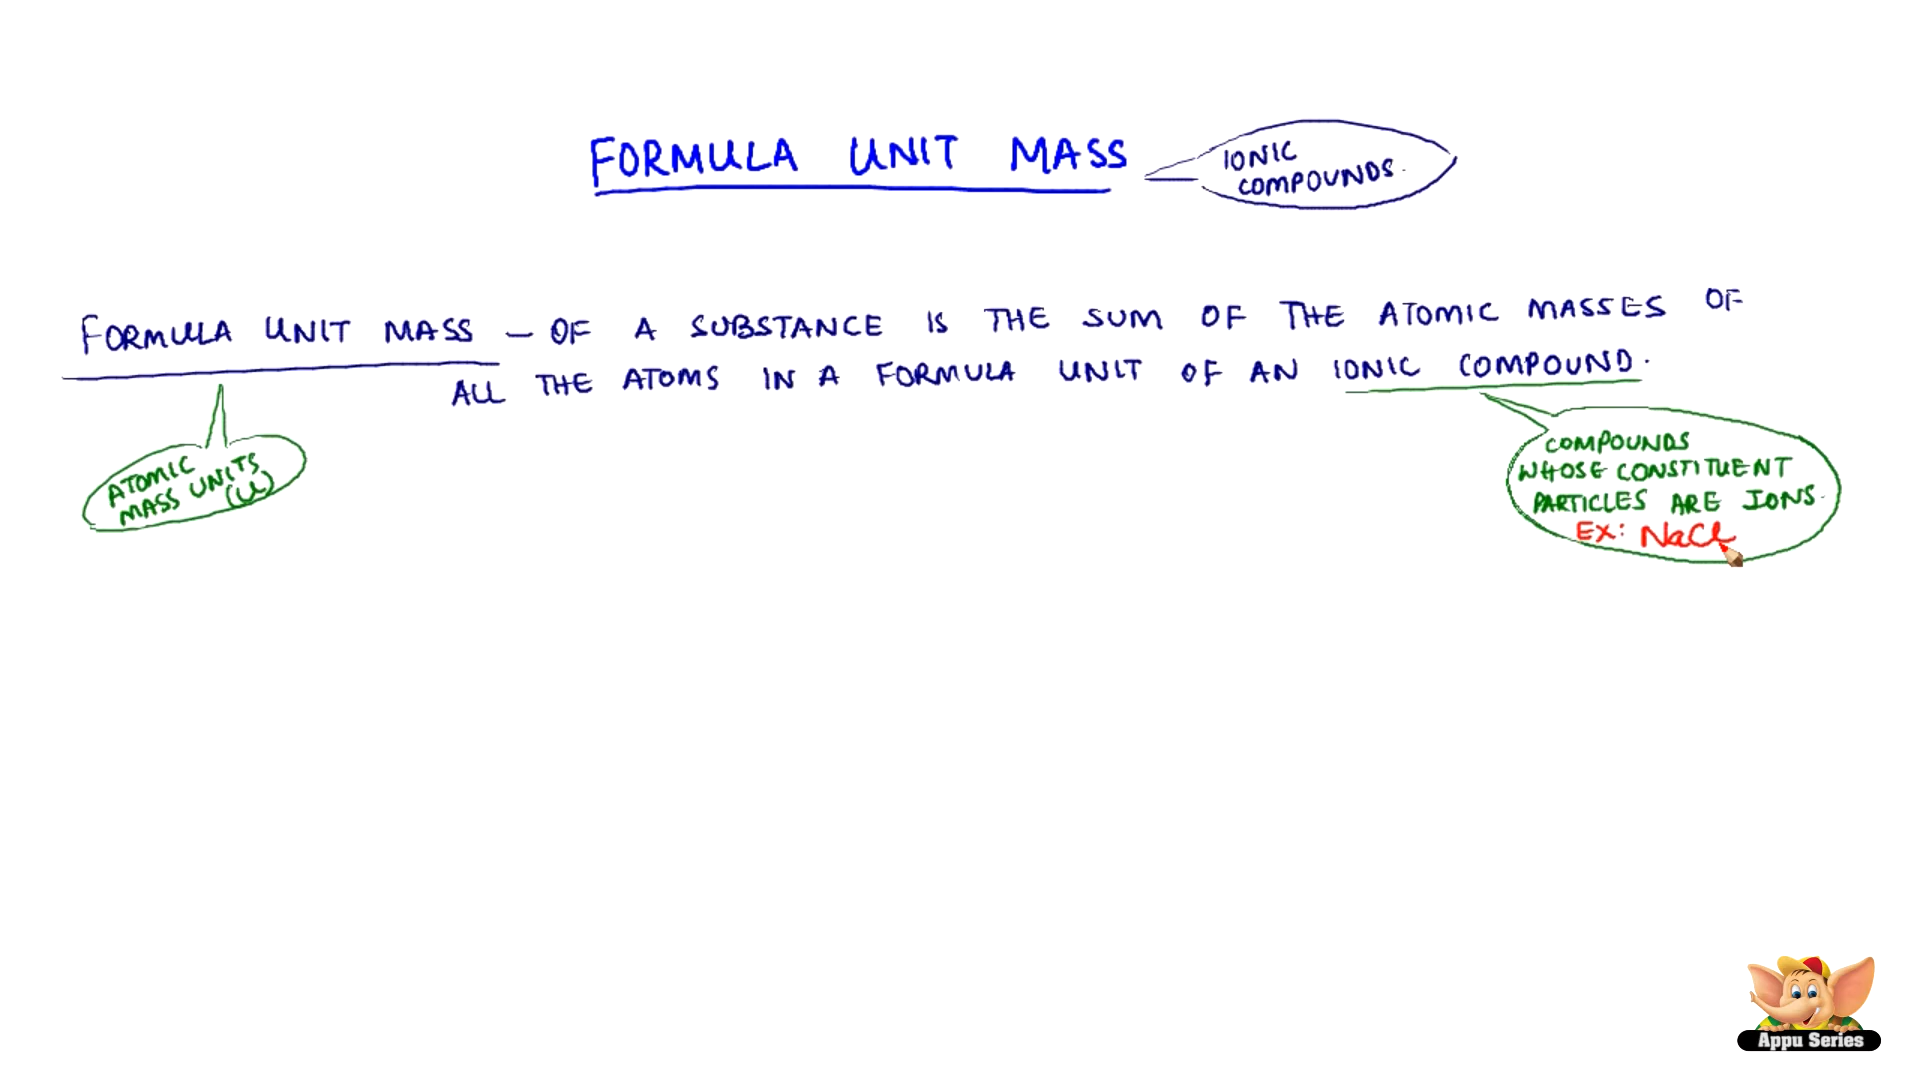 FORMULA UNIT MASS
IONIC
COMPOUNDS.
FORMULA UNIT MASS – OF A SUBSTANCE IS THE SUM OF THE ATOMIC MASSES OF
ALL THE ATOMS IN A FORMULA UNIT OF AN IONIC COMPOUND.
ATOMIC
MASS UNITS
(U)
COMPOUNDS
WHOSE CONSTITUENT
PARTICLES ARE IONS.
EX: NaCl
Appu Series